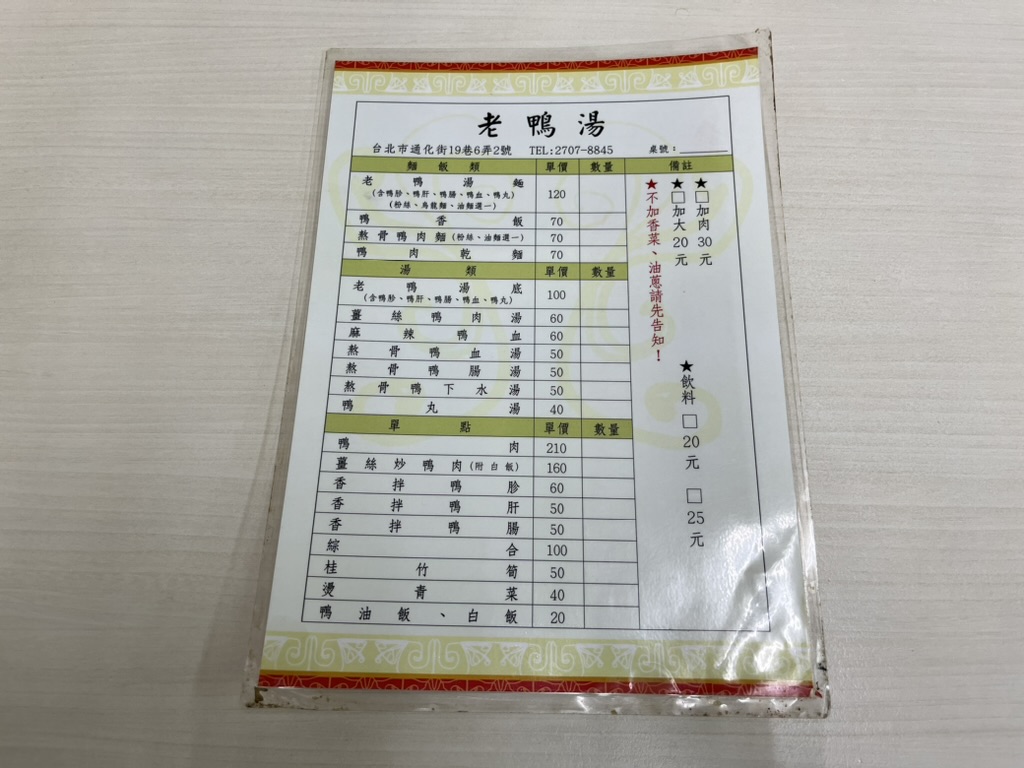 老鴨湯
台北市通化街19巷6弄2號 TEL:2707-8845 桌號：
麵飯類 單價 數量 備註
老鴨湯麵 120
(含鴨胗、鴨肝、鴨腸、鴨血、鴨丸)
(粉絲、烏龍麵、油麵選一)
鴨香飯 70
熬骨鴨肉麵(粉絲、油麵選一) 70
鴨肉乾麵 70
湯類 單價 數量
老鴨湯底 100
(含鴨胗、鴨肝、鴨腸、鴨血、鴨丸)
薑絲鴨肉湯 60
麻辣鴨血 60
熬骨鴨血湯 50
熬骨鴨腸湯 50
熬骨鴨下水湯 50
鴨丸湯 40
單點 單價 數量
鴨肉 210
薑絲炒鴨肉(附白飯) 160
香拌鴨胗 60
香拌鴨肝 50
香拌鴨腸 50
綜合 100
桂竹筍 50
燙青菜 40
鴨油飯、白飯 20
★□加肉30元
★□加大20元
★不加香菜、油蔥請先告知！
★飲料□20元 □25元